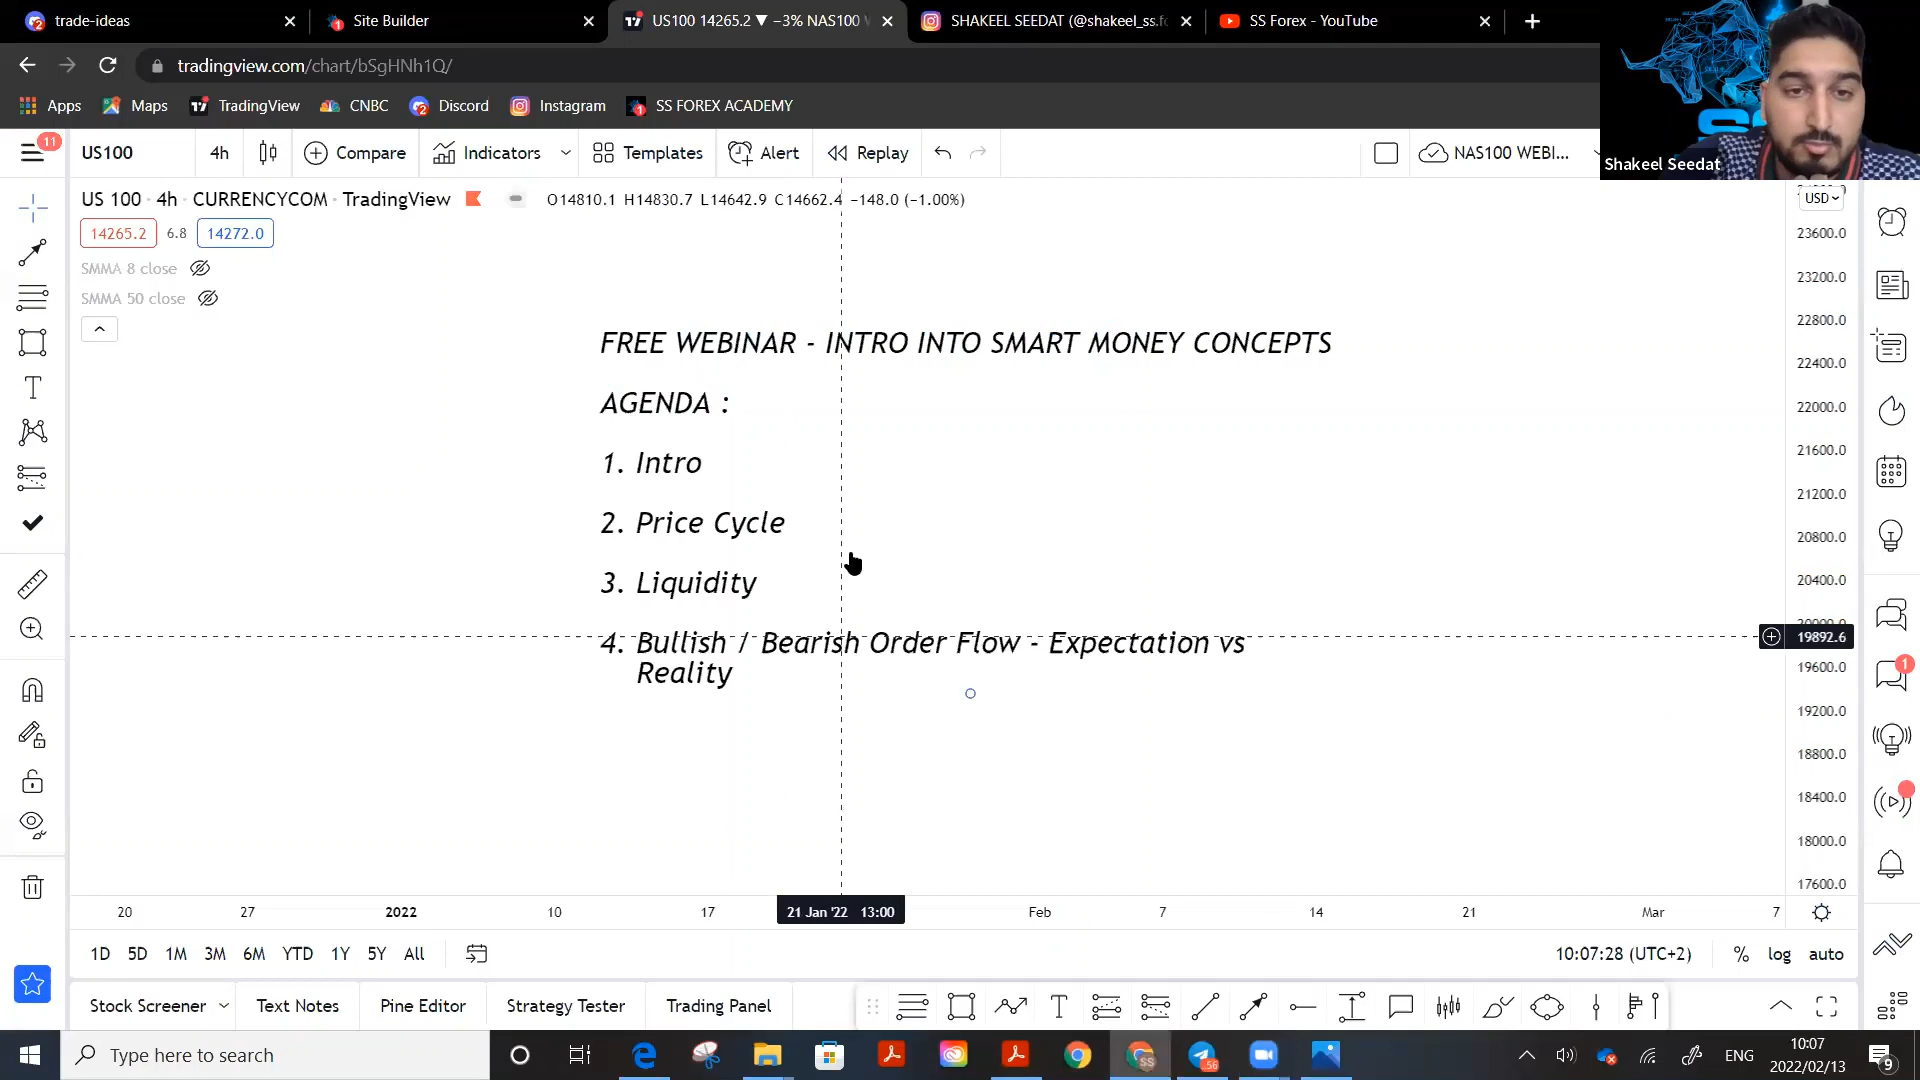 trade-ideas
Site Builder
US100 14265.2 ▼ −3% NAS100
SHAKEEL SEEDAT (@shakeel_ss.f
SS Forex - YouTube
tradingview.com/chart/bSgHNh1Q/
Apps
Maps
TradingView
CNBC
Discord
Instagram
SS FOREX ACADEMY
Shakeel Seedat
11
US100
4h
Compare
Indicators
Templates
Alert
Replay
NAS100 WEBI...
US 100 · 4h · CURRENCYCOM · TradingView
O14810.1 H14830.7 L14642.9 C14662.4 −148.0 (−1.00%)
USD
14265.2
6.8
14272.0
SMMA 8 close
SMMA 50 close
FREE WEBINAR - INTRO INTO SMART MONEY CONCEPTS
AGENDA :
1. Intro
2. Price Cycle
3. Liquidity
4. Bullish / Bearish Order Flow - Expectation vs
Reality
23600.0
23200.0
22800.0
22400.0
22000.0
21600.0
21200.0
20800.0
20400.0
19892.6
19600.0
19200.0
18800.0
18400.0
18000.0
17600.0
1
20
27
2022
10
17
21 Jan '22 13:00
Feb
7
14
21
Mar
7
1D
5D
1M
3M
6M
YTD
1Y
5Y
All
10:07:28 (UTC+2)
%
log
auto
Stock Screener
Text Notes
Pine Editor
Strategy Tester
Trading Panel
Type here to search
SS
56
ENG
10:07
2022/02/13
9